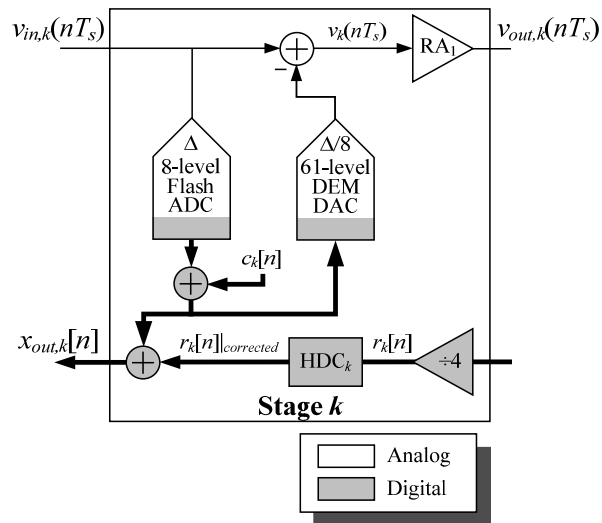 v_in,k(nT_s)
v_k(nT_s)
RA_1
v_out,k(nT_s)
−
Δ
8-level
Flash
ADC
Δ/8
61-level
DEM
DAC
c_k[n]
x_out,k[n]
r_k[n]|corrected
HDC_k
r_k[n]
÷4
Stage k
Analog
Digital